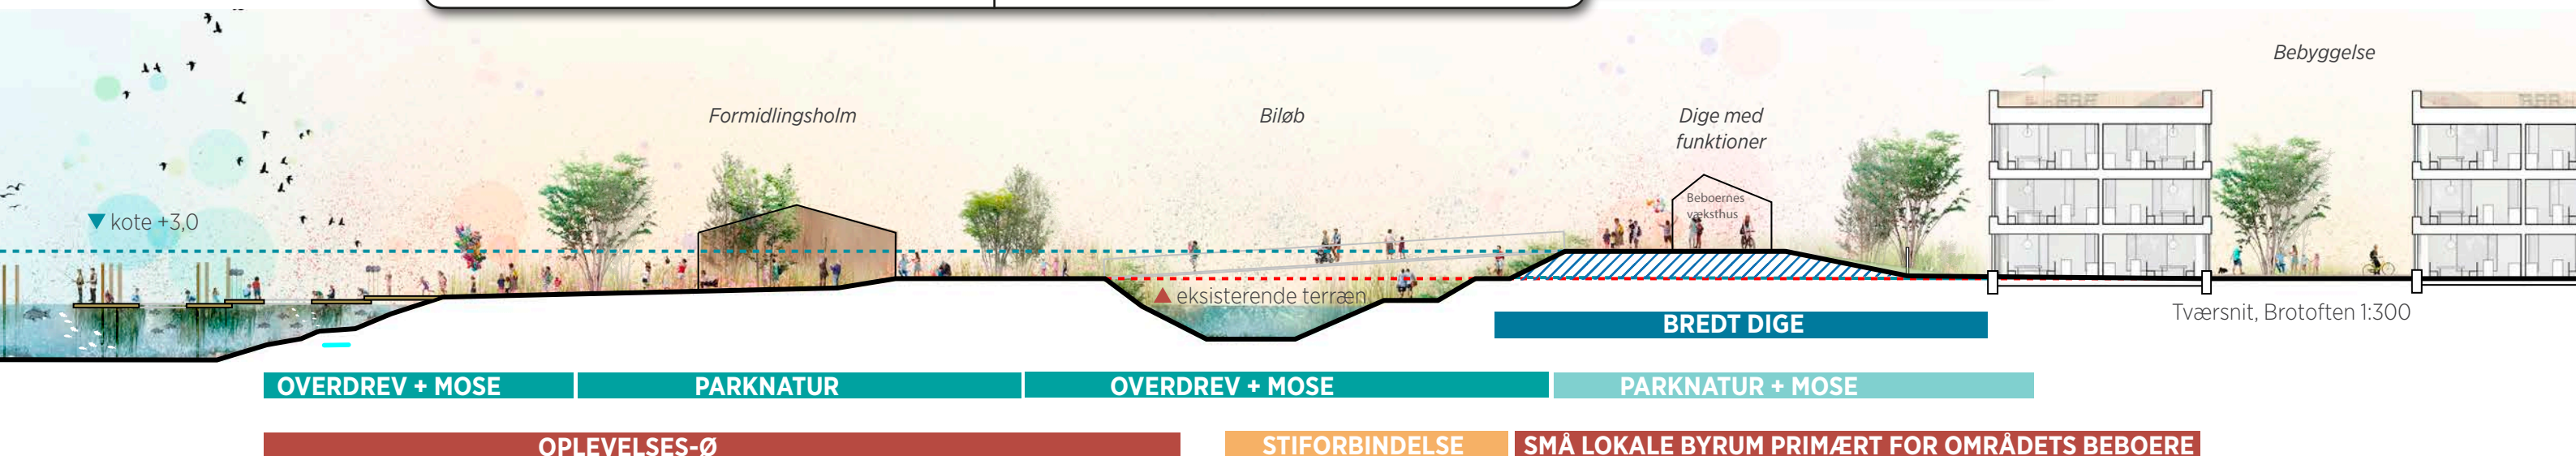 Bebyggelse
Formidlingsholm
Biløb
Dige med
funktioner
Beboernes
væksthus
kote +3,0
eksisterende terræn
Tværsnit, Brotoften 1:300
BREDT DIGE
OVERDREV + MOSE
PARKNATUR
OVERDREV + MOSE
PARKNATUR + MOSE
OPLEVELSES-Ø
STIFORBINDELSE
SMÅ LOKALE BYRUM PRIMÆRT FOR OMRÅDETS BEBOERE